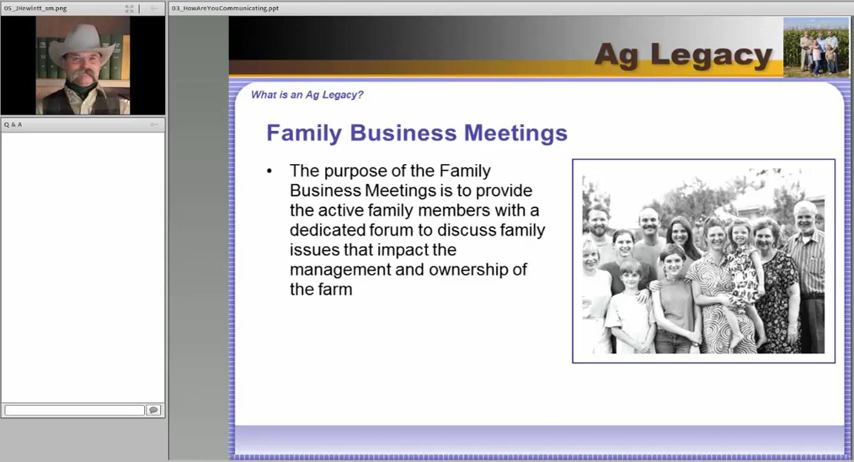 05_JHewlett_sm.png
03_HowAreYouCommunicating.ppt
Ag Legacy
Q & A
What is an Ag Legacy?
Family Business Meetings
• The purpose of the Family
Business Meetings is to provide
the active family members with a
dedicated forum to discuss family
issues that impact the
management and ownership of
the farm